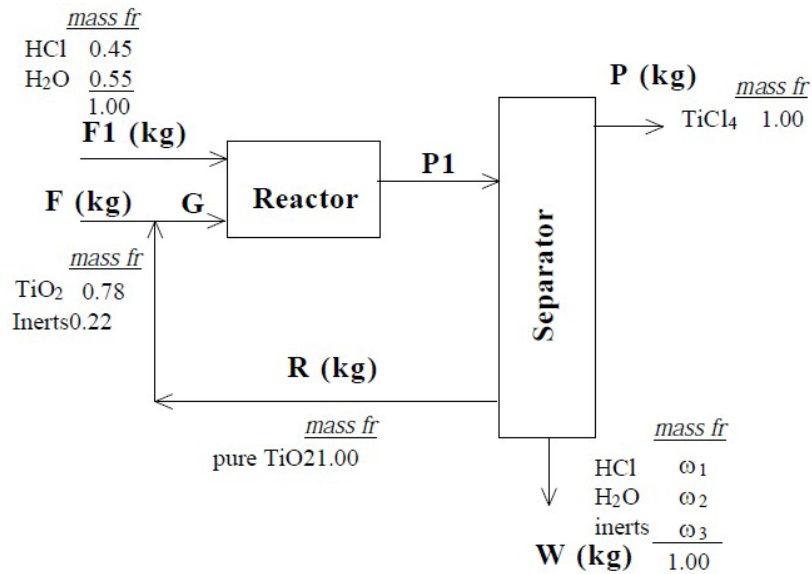 mass fr
HCl 0.45
H₂O 0.55
1.00
F1 (kg)
F (kg)
G
mass fr
TiO₂ 0.78
Inerts0.22
Reactor
P1
Separator
P (kg)
mass fr
TiCl₄ 1.00
R (kg)
mass fr
pure TiO21.00
mass fr
HCl ω₁
H₂O ω₂
inerts ω₃
W (kg) 1.00